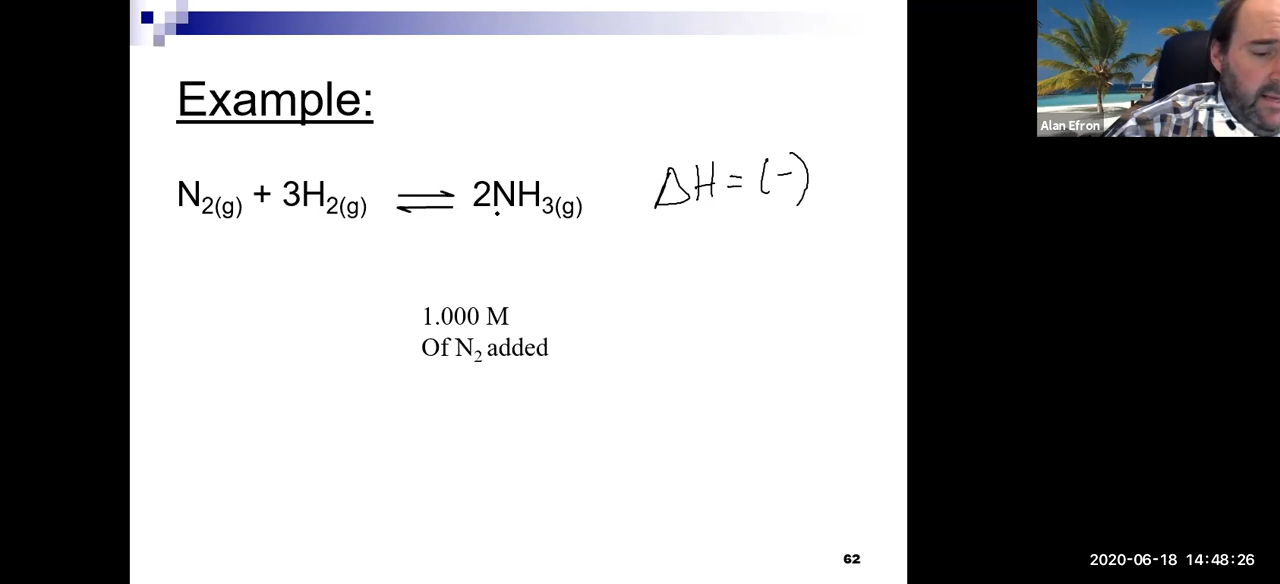 Example:
N2(g) + 3H2(g) ⇌ 2NH3(g) ΔH = (-)
1.000 M
Of N2 added
62
Alan Efron
2020-06-18 14:48:26